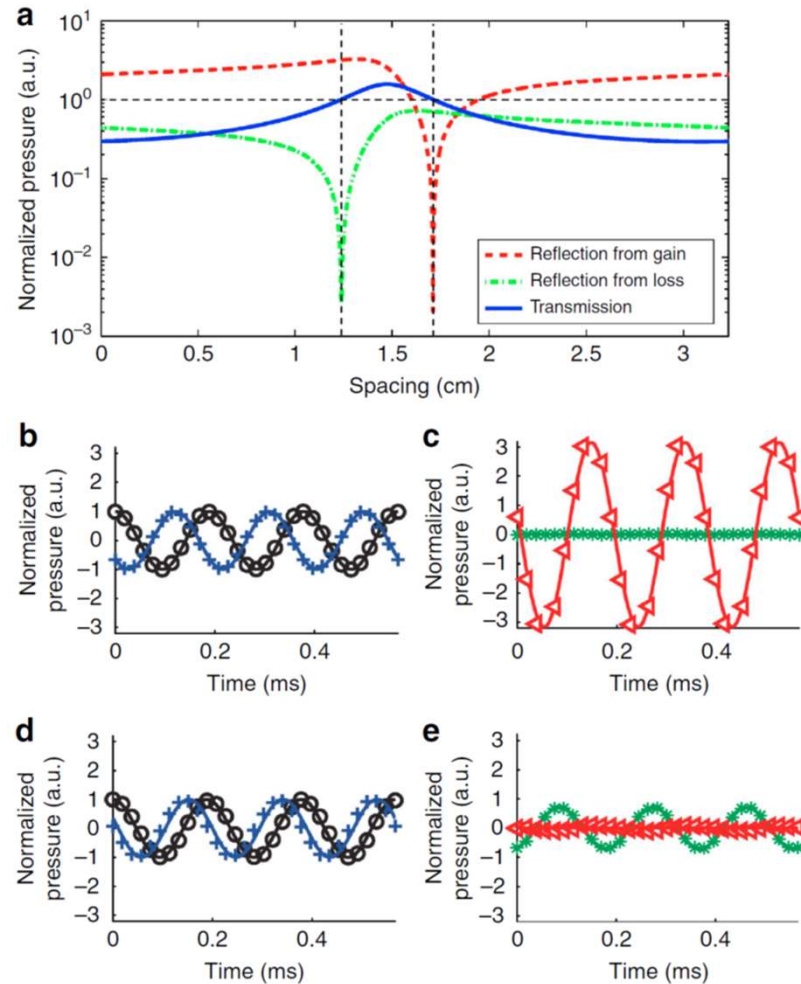 a
Normalized pressure (a.u.)
10^1
10^0
10^−1
10^−2
10^−3
Reflection from gain
Reflection from loss
Transmission
0 0.5 1 1.5 2 2.5 3
Spacing (cm)
b
Normalized
pressure (a.u.)
3
2
1
0
−1
−2
−3
0 0.2 0.4
Time (ms)
c
Normalized
pressure (a.u.)
3
2
1
0
−1
−2
−3
0 0.2 0.4
Time (ms)
d
Normalized
pressure (a.u.)
3
2
1
0
−1
−2
−3
0 0.2 0.4
Time (ms)
e
Normalized
pressure (a.u.)
3
2
1
0
−1
−2
−3
0 0.2 0.4
Time (ms)